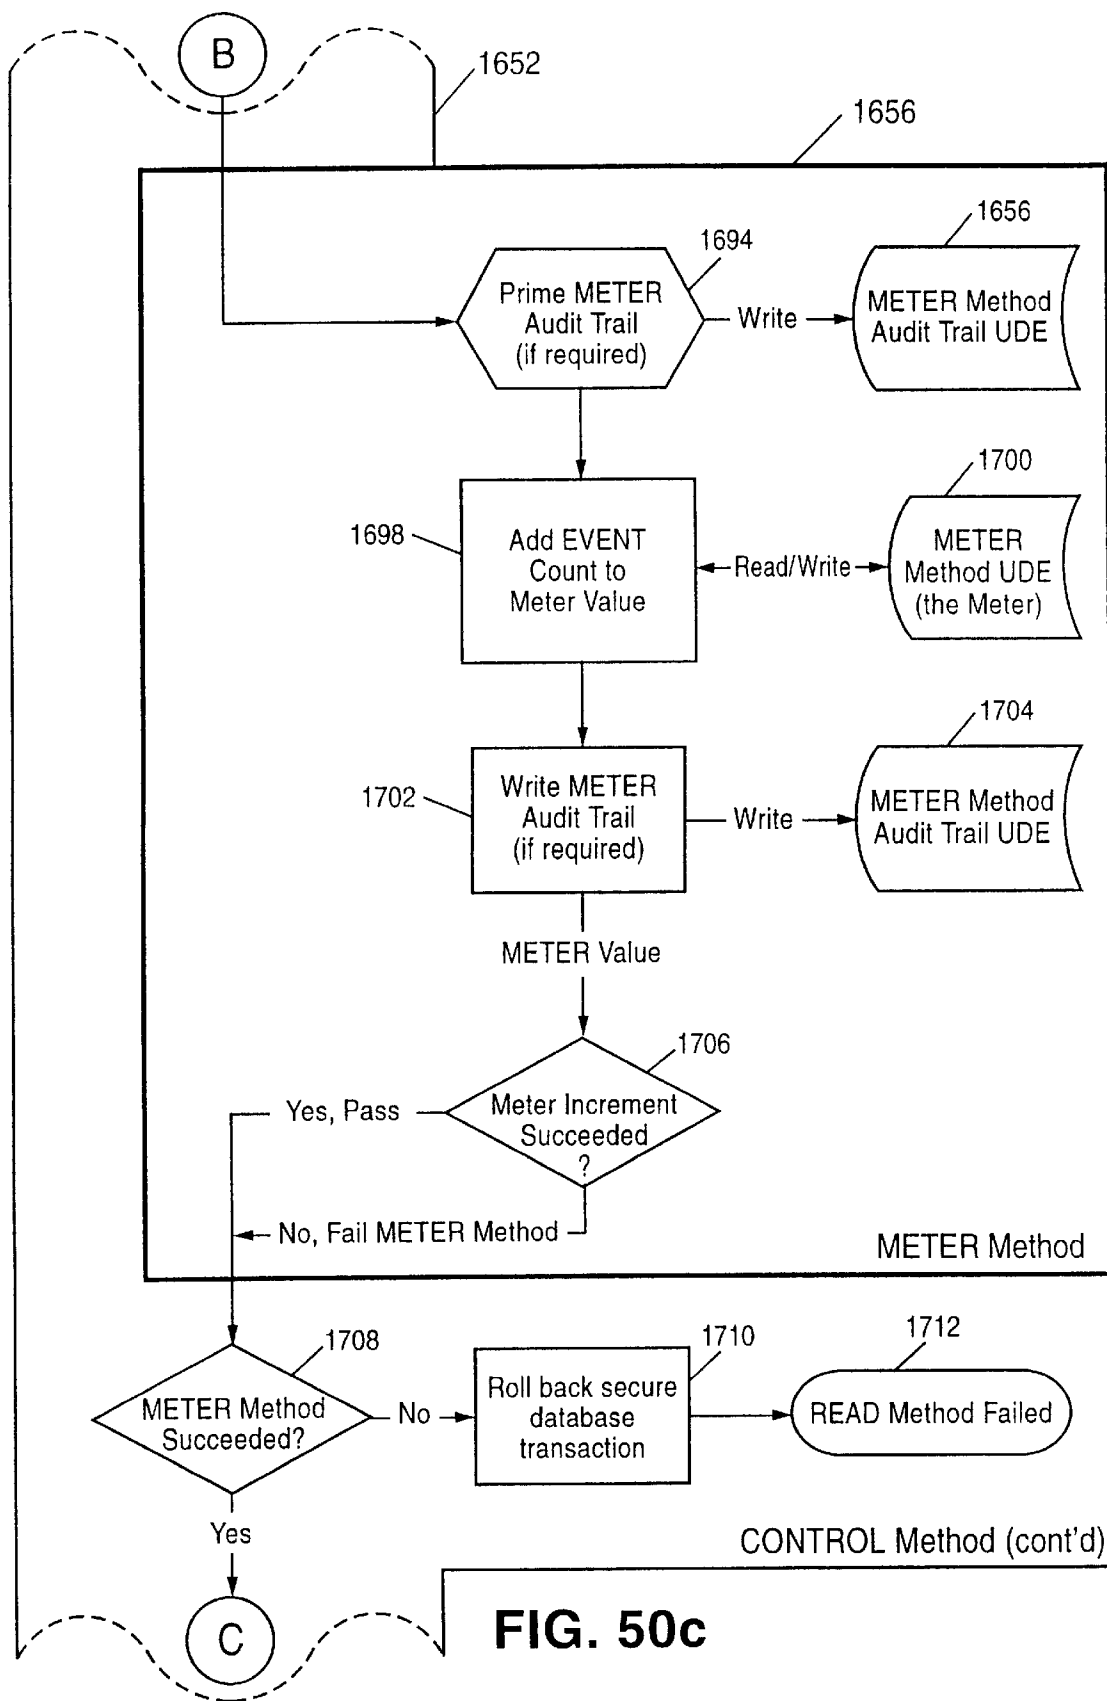 B
1652
1656
1694
Prime METER
Audit Trail
(if required)
Write
1656
METER Method
Audit Trail UDE
1698
Add EVENT
Count to
Meter Value
Read/Write
1700
METER
Method UDE
(the Meter)
1702
Write METER
Audit Trail
(if required)
Write
1704
METER Method
Audit Trail UDE
METER Value
1706
Meter Increment
Succeeded
?
Yes, Pass
No, Fail METER Method
METER Method
1708
METER Method
Succeeded?
No
1710
Roll back secure
database
transaction
1712
READ Method Failed
Yes
CONTROL Method (cont'd)
C
FIG. 50c